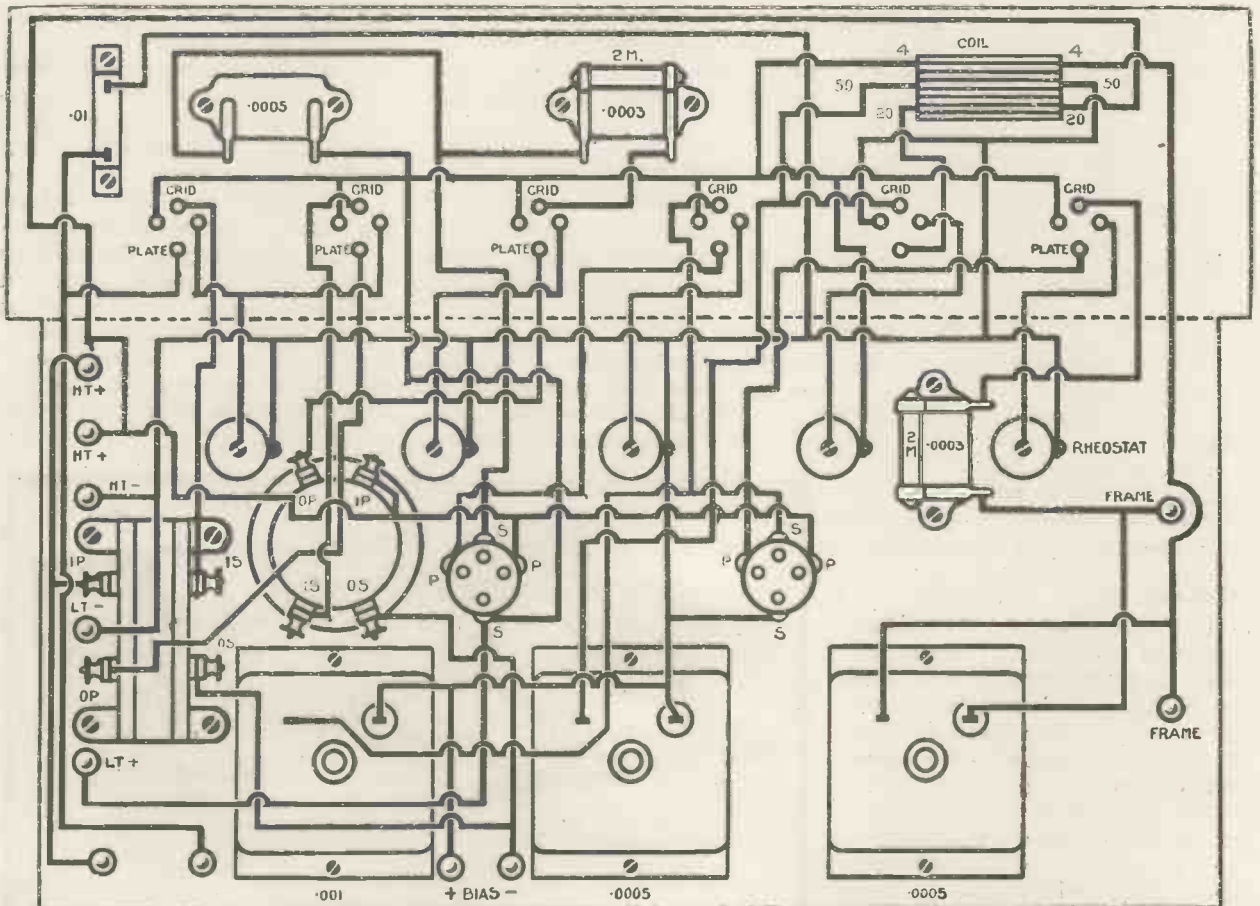 COIL
4
4
2 M.
50
50
·01
·0005
·0003
20
20
GRID
GRID
GRID
GRID
GRID
GRID
PLATE
PLATE
PLATE
PLATE
HT+
HT +
2 M
·0003
RHEOSTAT
HT-
OP
IP
FRAME
S
S
IP
IS
P
P
P
P
IS
OS
LT -
S
S
OS
OP
FRAME
LT +
·001
+ BIAS -
·0005
·0005